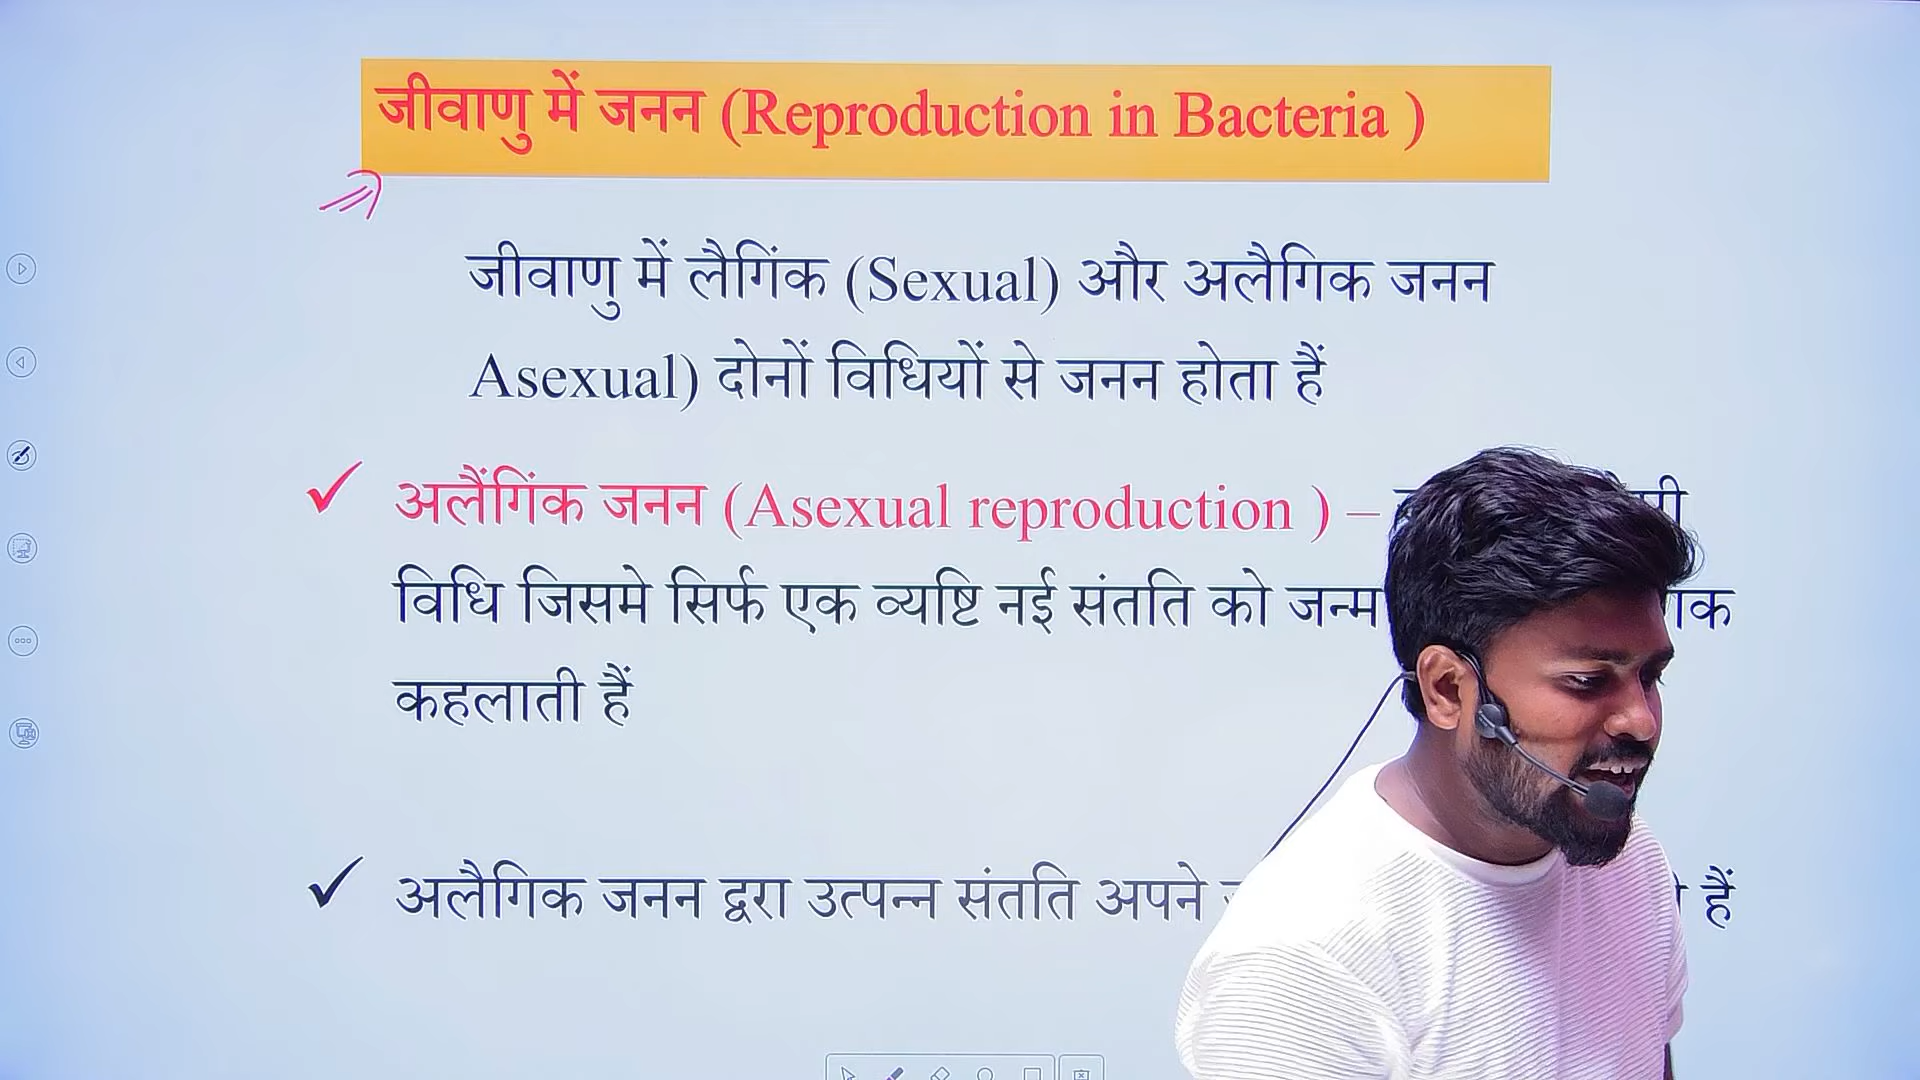 जीवाणु में जनन (Reproduction in Bacteria )
जीवाणु में लैगिंक (Sexual) और अलैगिक जनन
Asexual) दोनों विधियों से जनन होता हैं
अलैंगिंक जनन (Asexual reproduction ) –
विधि जिसमे सिर्फ एक व्यष्टि नई संतति को जन्म
कहलाती हैं
अलैगिक जनन द्वरा उत्पन्न संतति अपने हैं